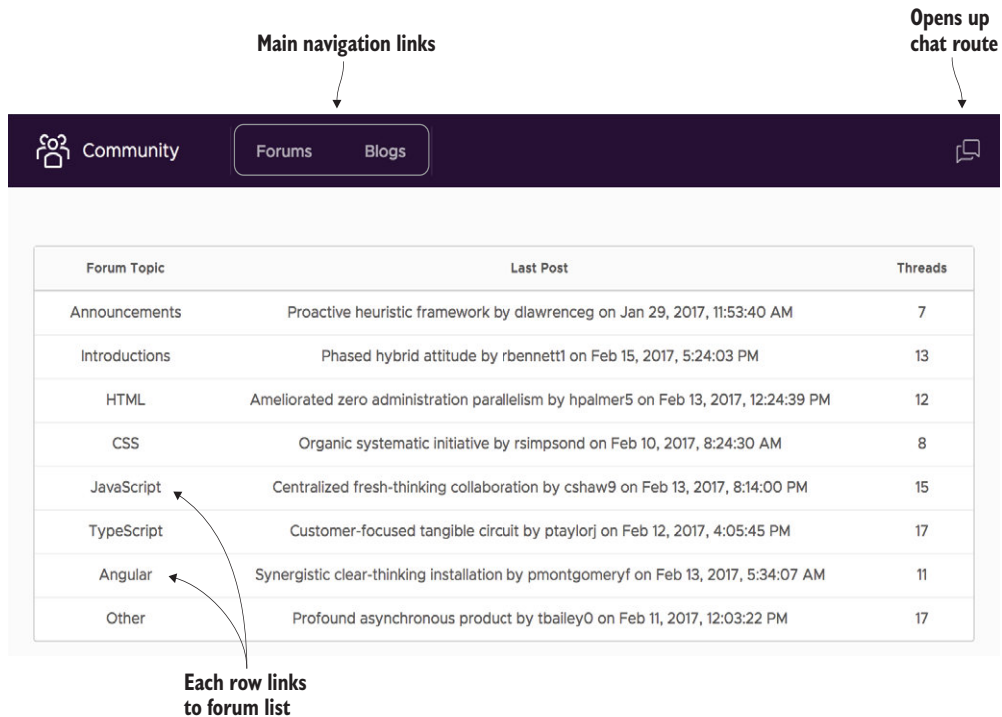 Main navigation links
Opens up
chat route
Community Forums Blogs
Forum Topic Last Post Threads
Announcements Proactive heuristic framework by dlawrenceg on Jan 29, 2017, 11:53:40 AM 7
Introductions Phased hybrid attitude by rbennett1 on Feb 15, 2017, 5:24:03 PM 13
HTML Ameliorated zero administration parallelism by hpalmer5 on Feb 13, 2017, 12:24:39 PM 12
CSS Organic systematic initiative by rsimpsond on Feb 10, 2017, 8:24:30 AM 8
JavaScript Centralized fresh-thinking collaboration by cshaw9 on Feb 13, 2017, 8:14:00 PM 15
TypeScript Customer-focused tangible circuit by ptaylorj on Feb 12, 2017, 4:05:45 PM 17
Angular Synergistic clear-thinking installation by pmontgomeryf on Feb 13, 2017, 5:34:07 AM 11
Other Profound asynchronous product by tbailey0 on Feb 11, 2017, 12:03:22 PM 17
Each row links
to forum list